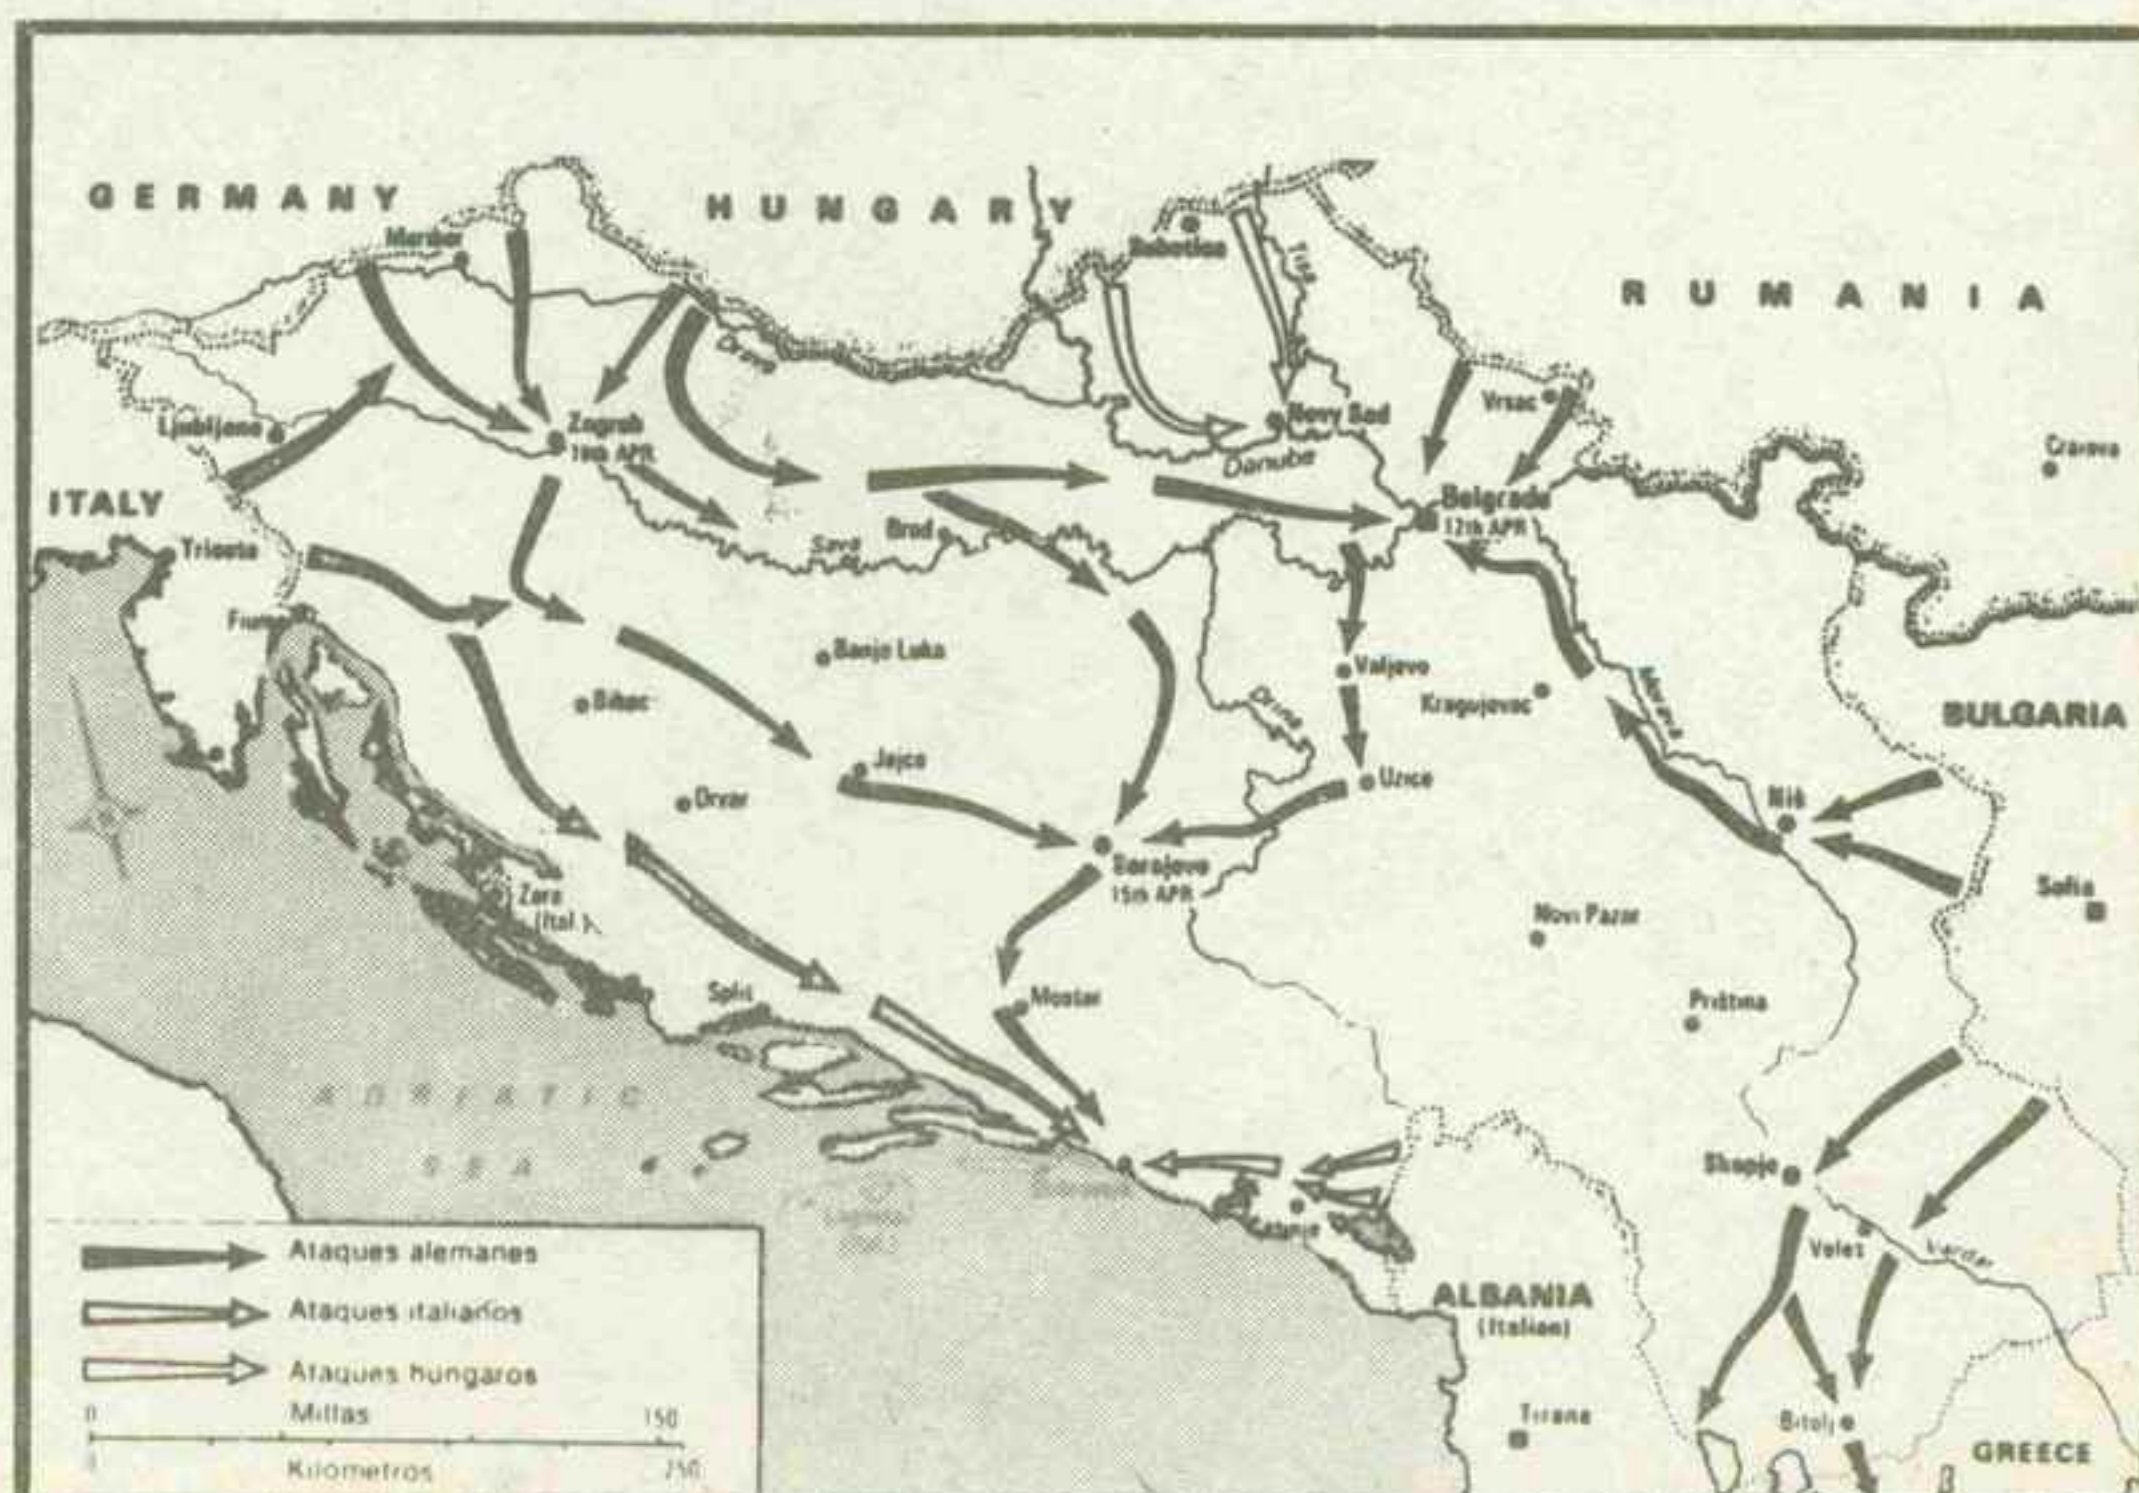 GERMANY
HUNGARY
RUMANIA
ITALY
BULGARIA
ALBANIA
(Italian)
GREECE
ADRIATIC
SEA
Subotica
Tisa
Drava
Ljubljana
Zagreb
Novy Sad
Danube
Vrsac
Craiova
Belgrade
12th APR
Trieste
Brod
Sava
Fiume
Banja Luka
Bihac
Valjevo
Kragujevac
Drina
Morava
Jajce
Drvar
Uzice
Niš
Sarajevo
15th APR
Sofia
Zara
(Ital.)
Novi Pazar
Split
Mostar
Priština
Skopje
Veles
Vardar
Tirana
Bitolj
Ataques alemanes
Ataques italianos
Ataques hungaros
0 Millas 150
Kilometros 250